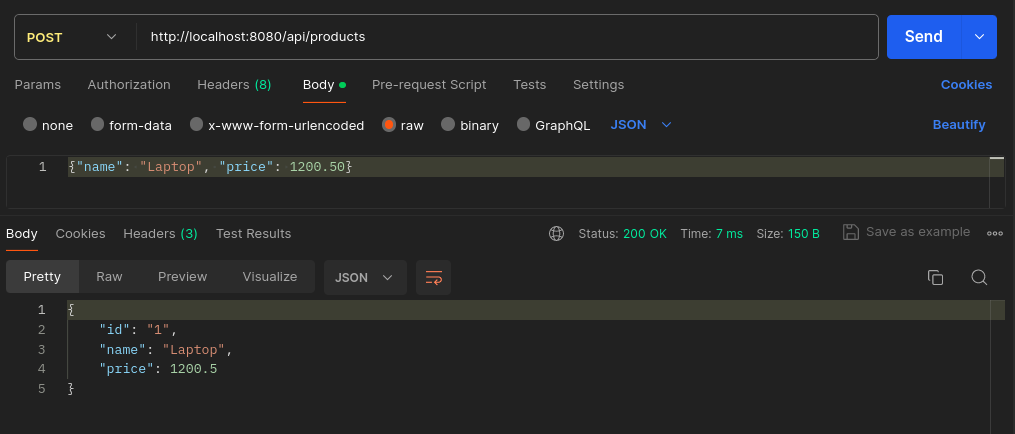 POST http://localhost:8080/api/products Send
Params Authorization Headers (8) Body Pre-request Script Tests Settings Cookies
none form-data x-www-form-urlencoded raw binary GraphQL JSON Beautify
1 {"name": "Laptop", "price": 1200.50}
Body Cookies Headers (3) Test Results Status: 200 OK Time: 7 ms Size: 150 B Save as example
Pretty Raw Preview Visualize JSON
1 {
2 "id": "1",
3 "name": "Laptop",
4 "price": 1200.5
5 }